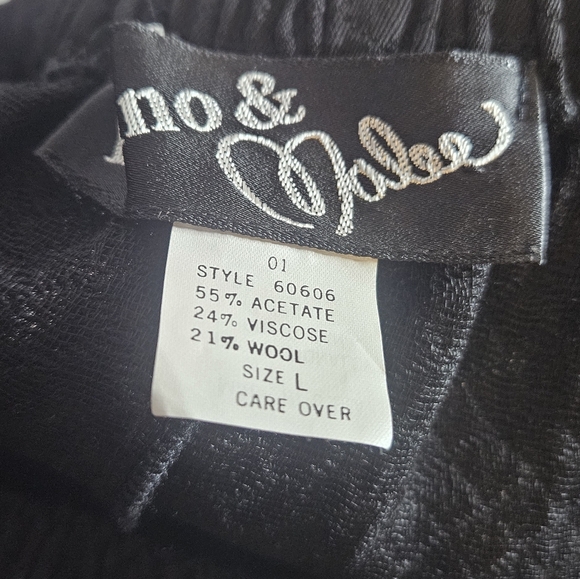 no &
01
STYLE 60606
55% ACETATE
24% VISCOSE
21% WOOL
SIZE L
CARE OVER